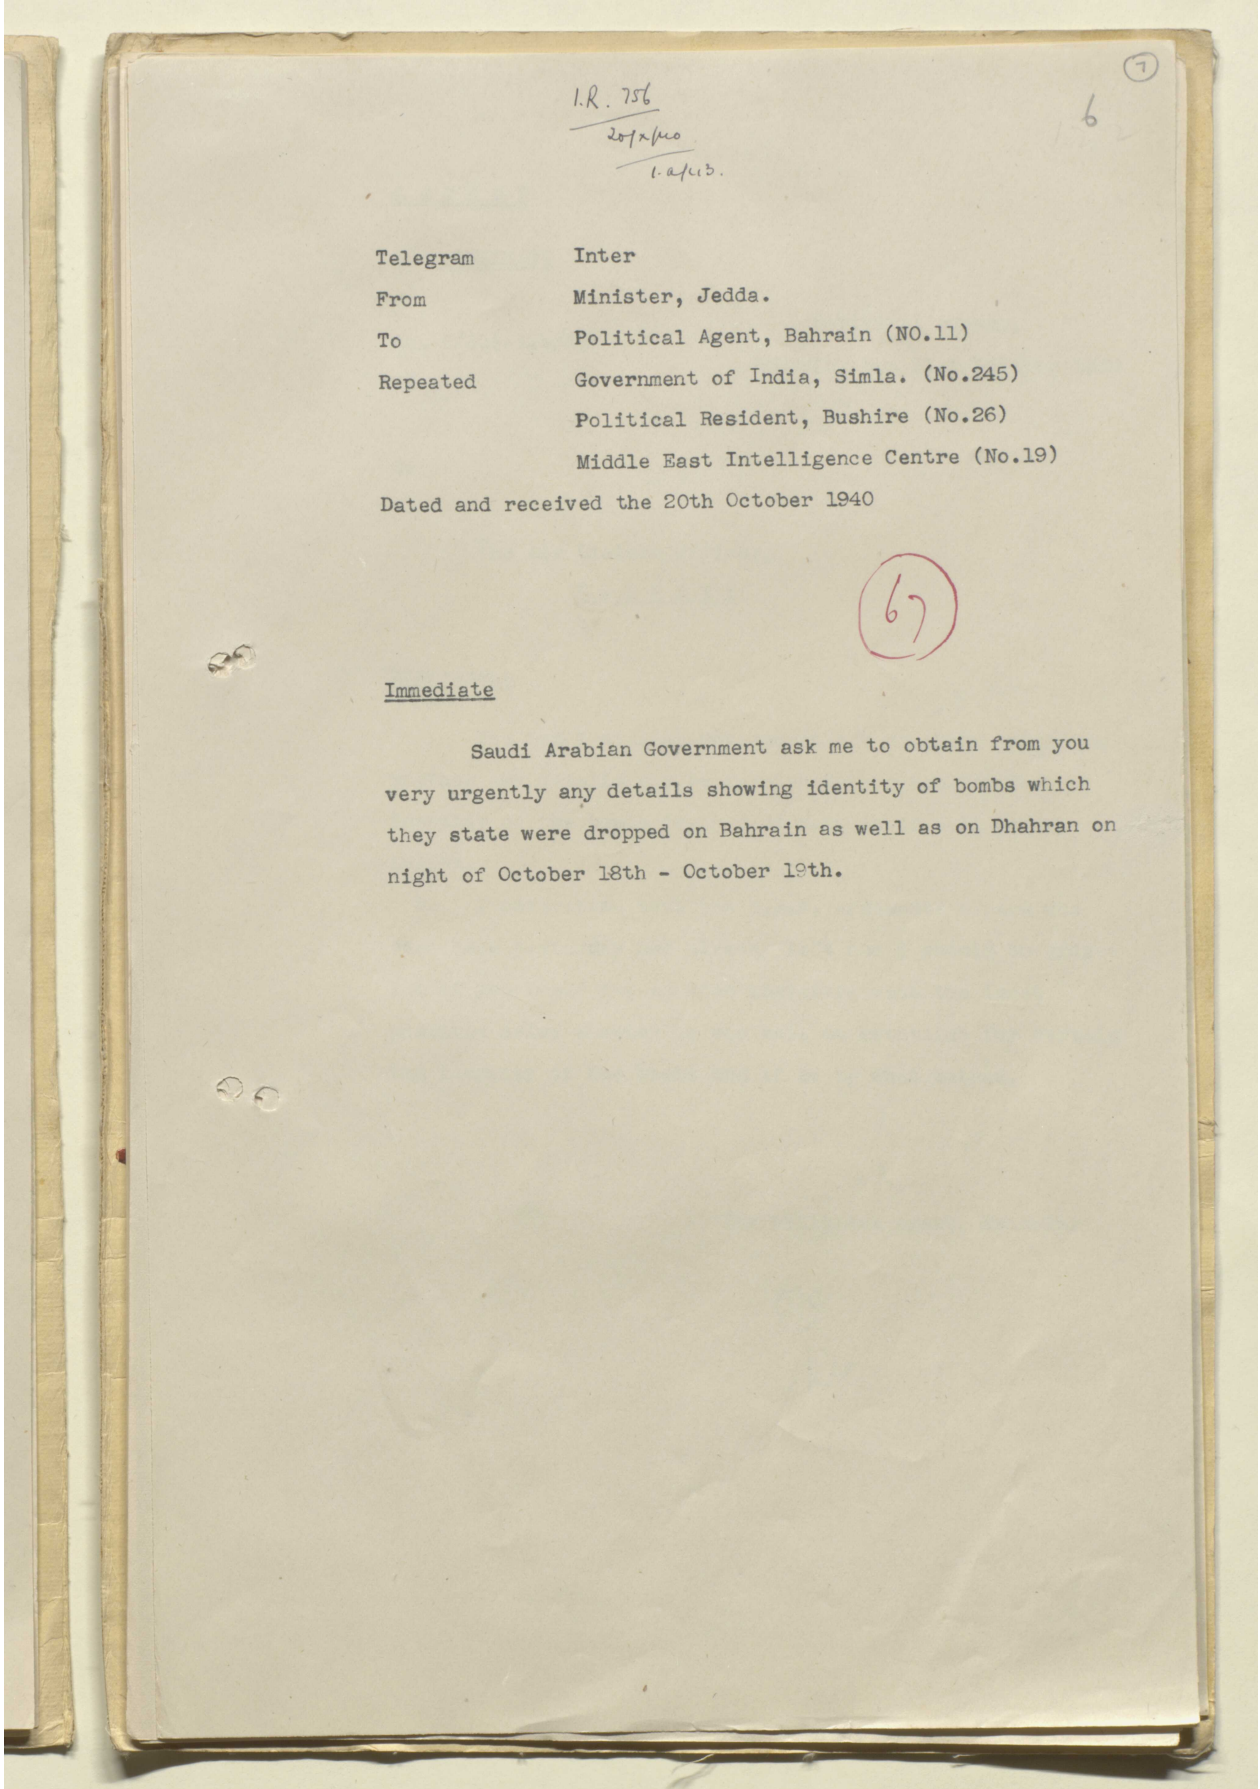 7
6
I.R. 756
20/x/40
1.a/43.
Telegram Inter
From Minister, Jedda.
To Political Agent, Bahrain (NO.11)
Repeated Government of India, Simla. (No.245)
Political Resident, Bushire (No.26)
Middle East Intelligence Centre (No.19)
Dated and received the 20th October 1940
67
Immediate
Saudi Arabian Government ask me to obtain from you
very urgently any details showing identity of bombs which
they state were dropped on Bahrain as well as on Dhahran on
night of October 18th - October 19th.